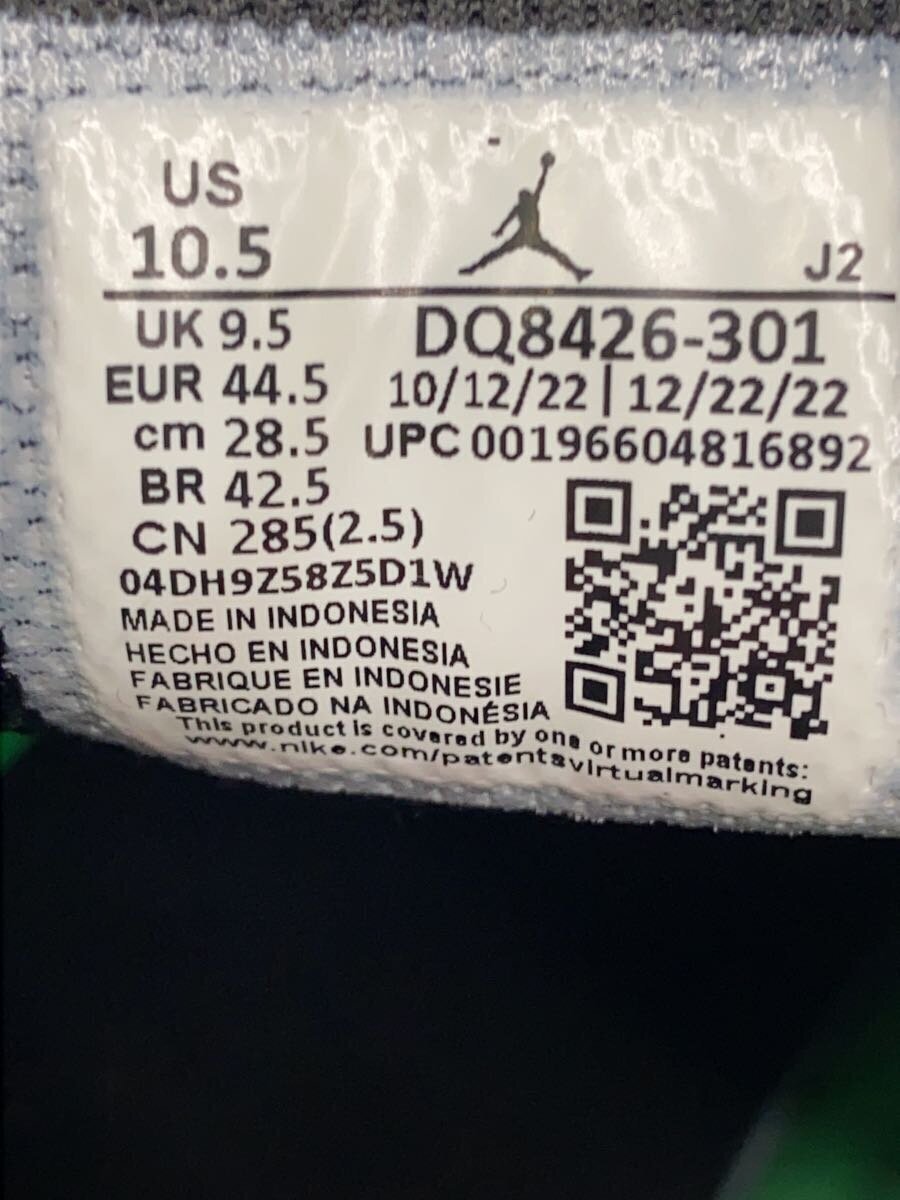 US
10.5
J2
UK 9.5
EUR 44.5
cm 28.5
BR 42.5
CN 285(2.5)
DQ8426-301
10/12/22 | 12/22/22
UPC 00196604816892
04DH9Z58Z5D1W
MADE IN INDONESIA
HECHO EN INDONESIA
FABRIQUE EN INDONESIE
FABRICADO NA INDONÉSIA
This product is covered by one or more patents:
www.nike.com/patentsvirtualmarking